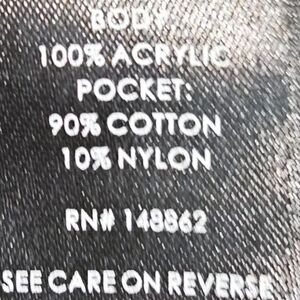 BODY
100% ACRYLIC
POCKET:
90% COTTON
10% NYLON
RN# 148862
SEE CARE ON REVERSE